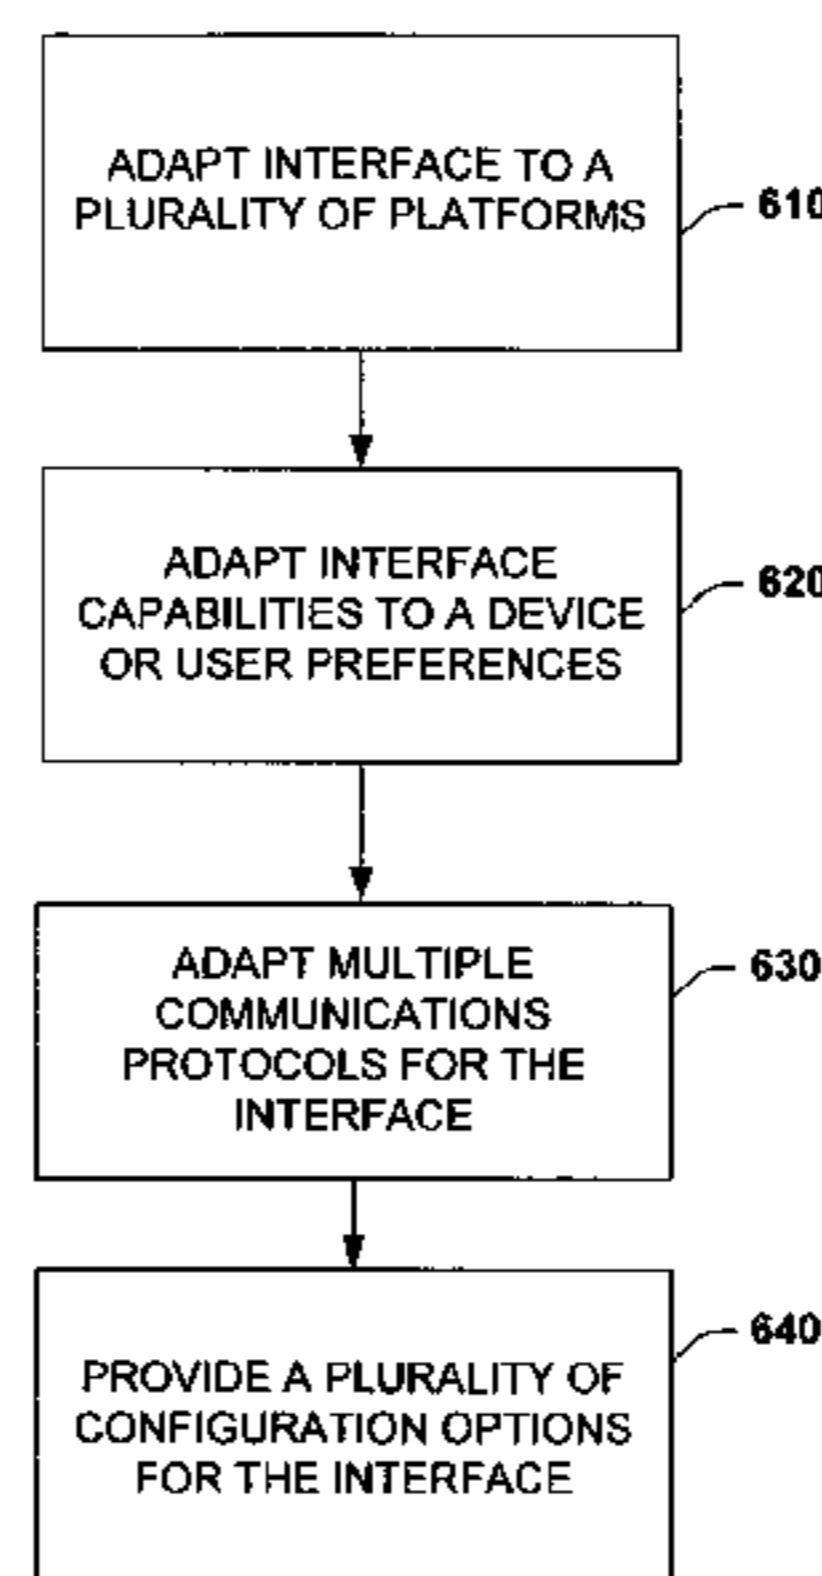 ADAPT INTERFACE TO A
PLURALITY OF PLATFORMS
610
ADAPT INTERFACE
CAPABILITIES TO A DEVICE
OR USER PREFERENCES
620
ADAPT MULTIPLE
COMMUNICATIONS
PROTOCOLS FOR THE
INTERFACE
630
PROVIDE A PLURALITY OF
CONFIGURATION OPTIONS
FOR THE INTERFACE
640